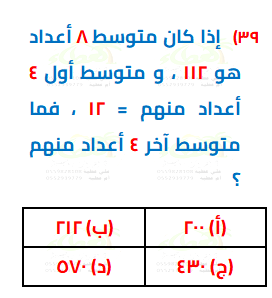 ٣٩) إذا كان متوسط ٨ أعداد
هو ١١٢ ، و متوسط أول ٤
أعداد منهم = ١٢ ، فما
متوسط آخر ٤ أعداد منهم
؟
(أ) ٢٠٠ (ب) ٢١٢
(ج) ٤٣٠ (د) ٥٧٠